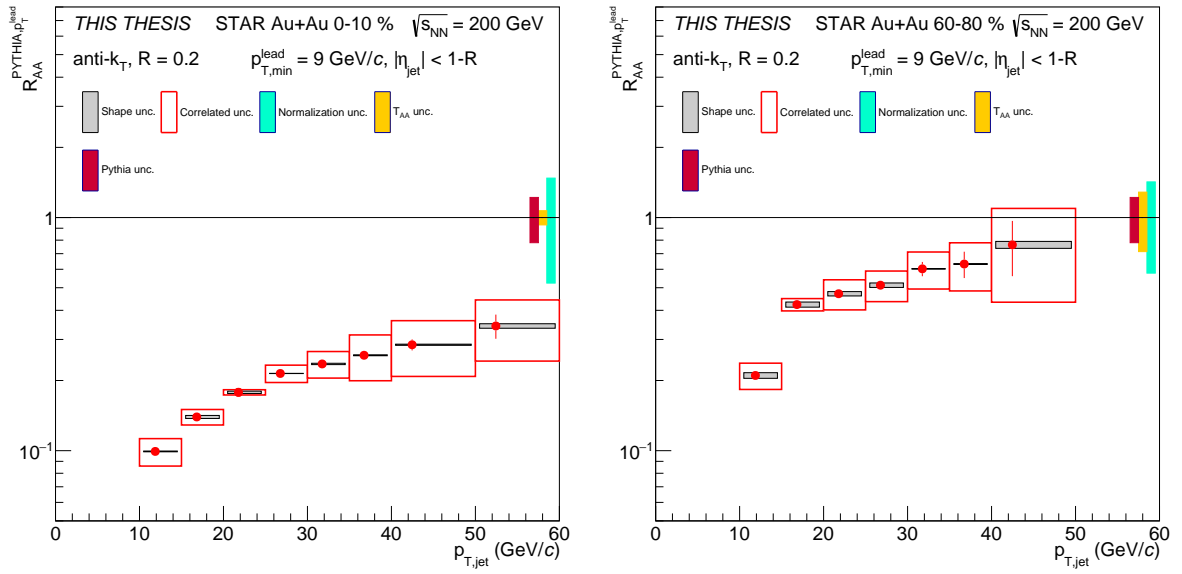 THIS THESIS STAR Au+Au 0-10 % √s_NN = 200 GeV
anti-k_T, R = 0.2 p_T,min^lead = 9 GeV/c, |η_jet| < 1-R
Shape unc. Correlated unc. Normalization unc. T_AA unc.
Pythia unc.
R_AA^PYTHIA,p_T^lead
1
10^−1
0 10 20 30 40 50 60
p_T,jet (GeV/c)
THIS THESIS STAR Au+Au 60-80 % √s_NN = 200 GeV
anti-k_T, R = 0.2 p_T,min^lead = 9 GeV/c, |η_jet| < 1-R
Shape unc. Correlated unc. Normalization unc. T_AA unc.
Pythia unc.
R_AA^PYTHIA,p_T^lead
1
10^−1
0 10 20 30 40 50 60
p_T,jet (GeV/c)